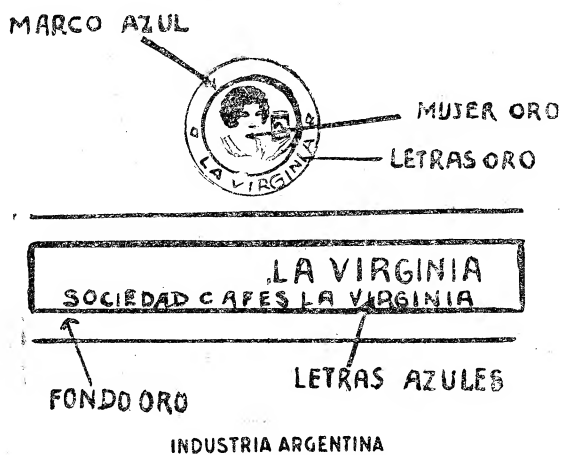 MARCO AZUL
MUJER ORO
D R
LETRAS ORO
LA VIRGINIA
LA VIRGINIA
SOCIEDAD CAFES LA VIRGINIA
LETRAS AZULES
FONDO ORO
INDUSTRIA ARGENTINA